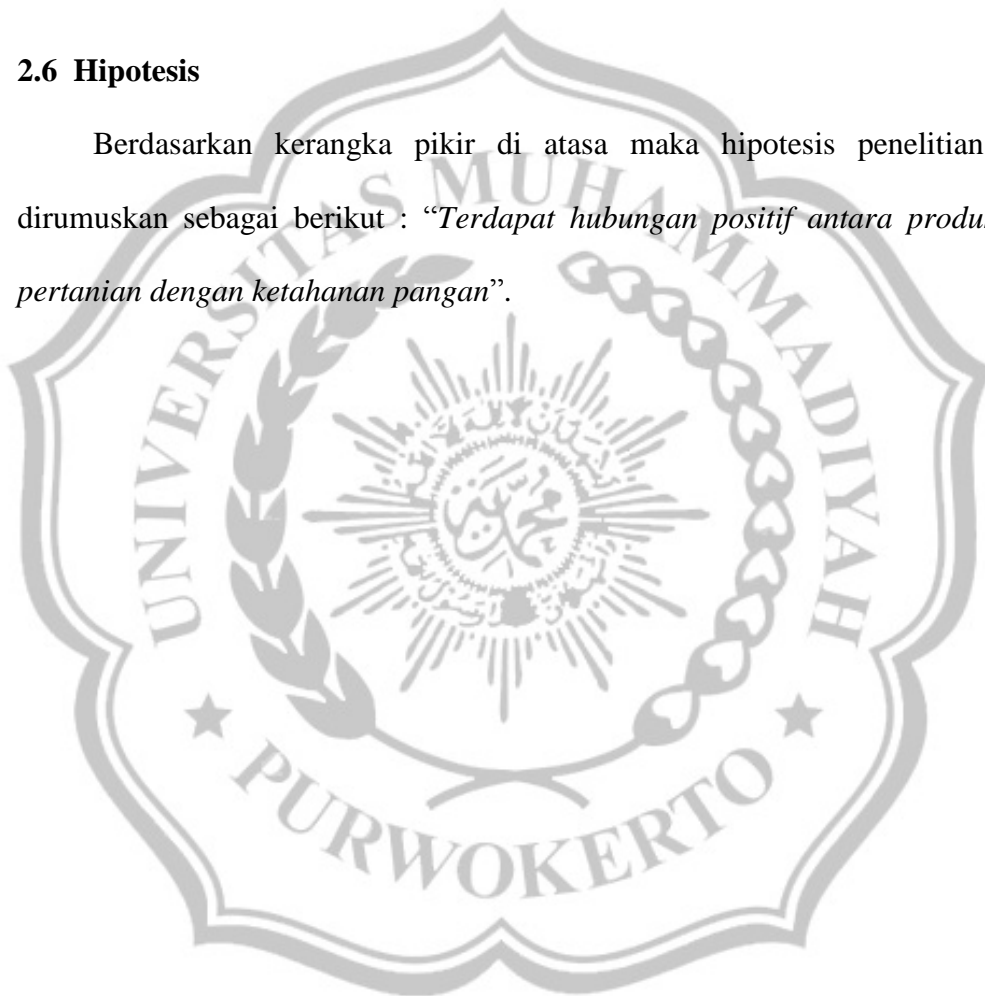 2.6 Hipotesis
Berdasarkan kerangka pikir di atasa maka hipotesis penelitian
dirumuskan sebagai berikut : “Terdapat hubungan positif antara
pertanian dengan ketahanan pangan”.
UNIVERSITAS MUHAMMADIYAH
PURWOKERTO